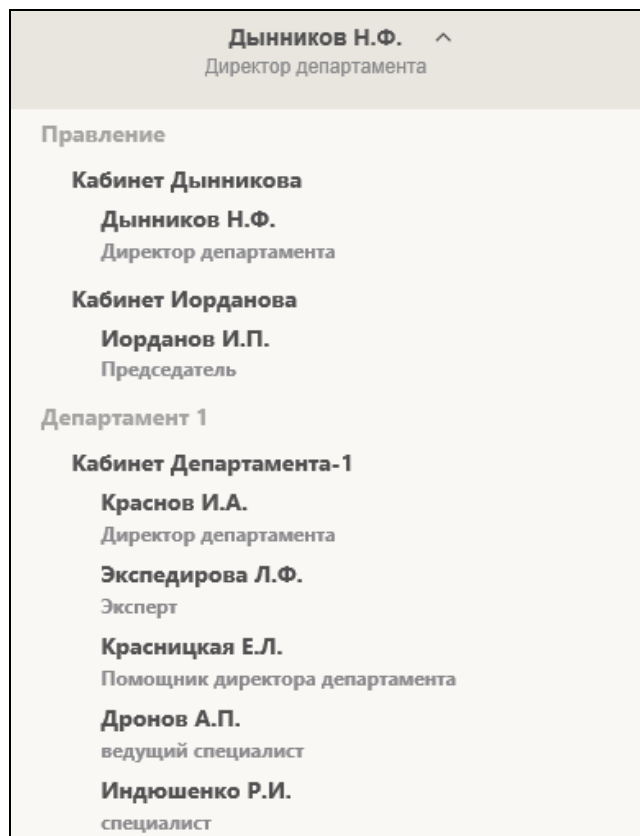 Дынников Н.Ф.
Директор департамента
Правление
Кабинет Дынникова
Дынников Н.Ф.
Директор департамента
Кабинет Иорданова
Иорданов И.П.
Председатель
Департамент 1
Кабинет Департамента-1
Краснов И.А.
Директор департамента
Экспедирова Л.Ф.
Эксперт
Красницкая Е.Л.
Помощник директора департамента
Дронов А.П.
ведущий специалист
Индюшенко Р.И.
специалист